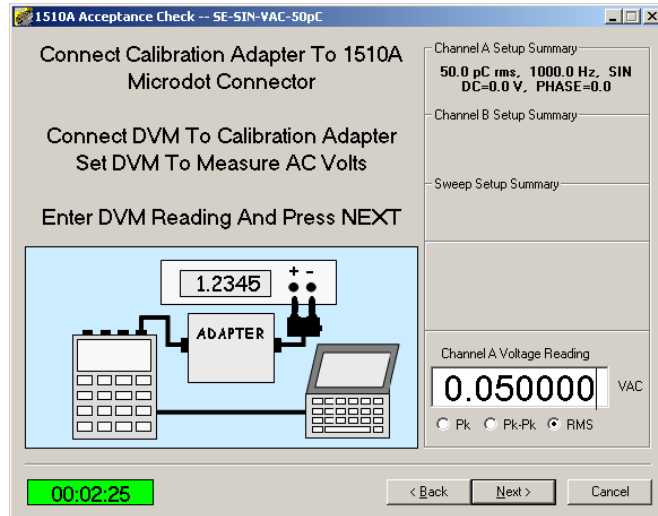 1510A Acceptance Check -- SE-SIN-VAC-50pC
Connect Calibration Adapter To 1510A
Microdot Connector
Connect DVM To Calibration Adapter
Set DVM To Measure AC Volts
Enter DVM Reading And Press NEXT
1.2345
+ -
ADAPTER
Channel A Setup Summary
50.0 pC rms, 1000.0 Hz, SIN
DC=0.0 V, PHASE=0.0
Channel B Setup Summary
Sweep Setup Summary
Channel A Voltage Reading
0.050000 VAC
Pk Pk-Pk RMS
00:02:25
< Back Next > Cancel